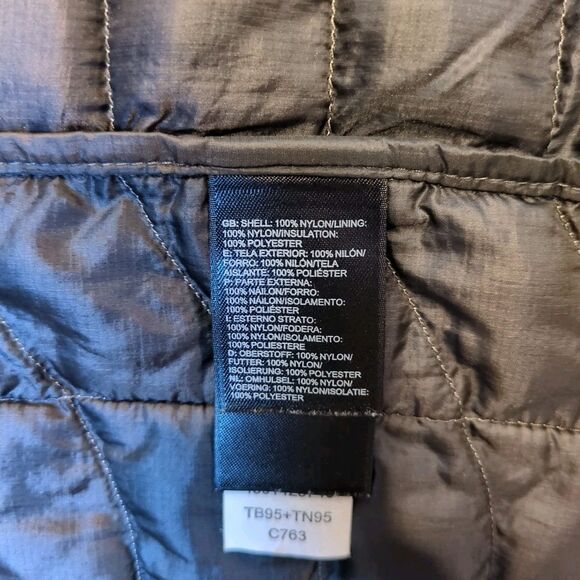 GB: SHELL: 100% NYLON/LINING:
100% NYLON/INSULATION:
100% POLYESTER
E: TELA EXTERIOR: 100% NILÓN/
FORRO: 100% NILÓN/TELA
AISLANTE: 100% POLIÉSTER
P: PARTE EXTERNA:
100% NÁILON/FORRO:
100% NÁILON/ISOLAMENTO:
100% POLIÉSTER
I: ESTERNO STRATO:
100% NYLON/FODERA:
100% NYLON/ISOLAMENTO:
100% POLIESTERE
D: OBERSTOFF: 100% NYLON/
FUTTER: 100% NYLON/
ISOLIERUNG: 100% POLYESTER
NL: OMHULSEL: 100% NYLON/
VOERING: 100% NYLON/ISOLATIE:
100% POLYESTER
TB95+TN95
C763